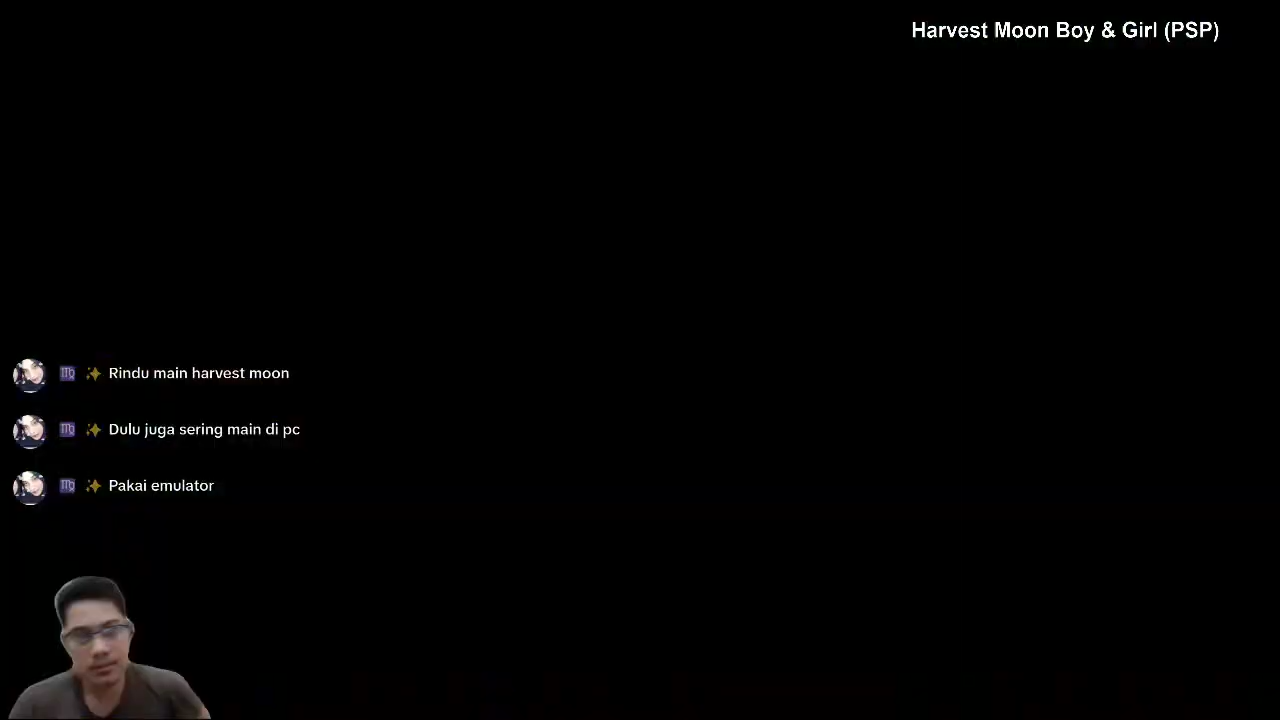 Harvest Moon Boy & Girl (PSP)
Rindu main harvest moon
Dulu juga sering main di pc
Pakai emulator